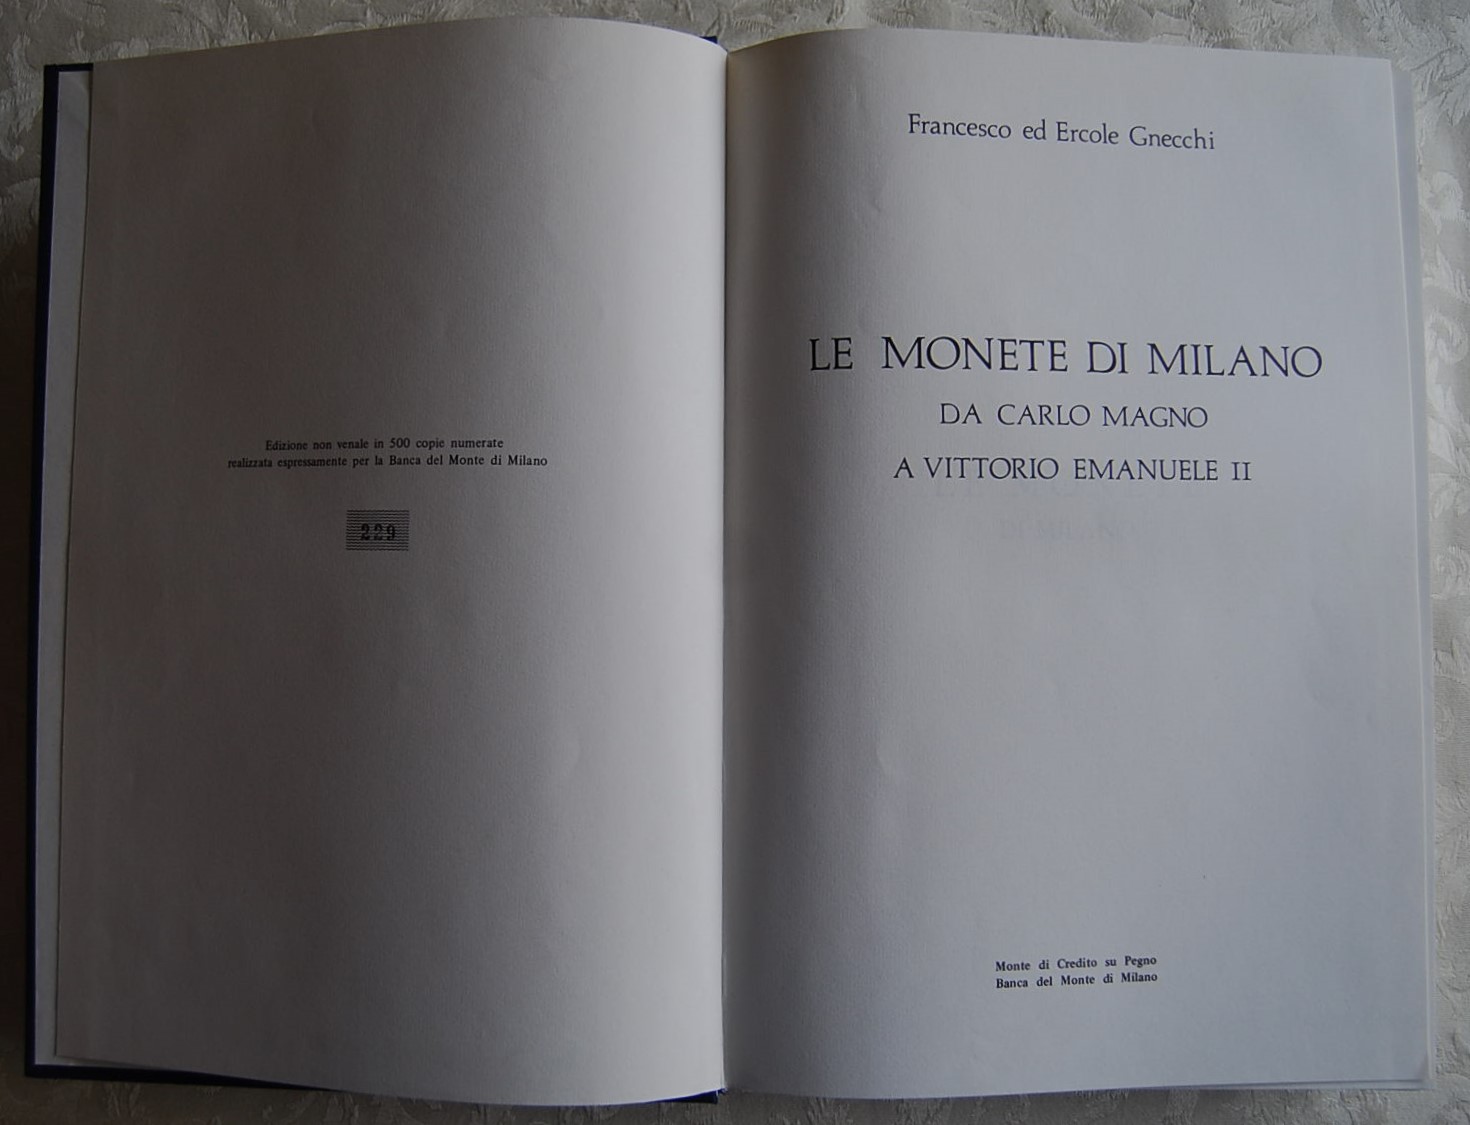 Edizione non venale in 500 copie numerate
realizzata espressamente per la Banca del Monte di Milano
229
Francesco ed Ercole Gnecchi
LE MONETE DI MILANO
DA CARLO MAGNO
A VITTORIO EMANUELE II
Monte di Credito su Pegno
Banca del Monte di Milano